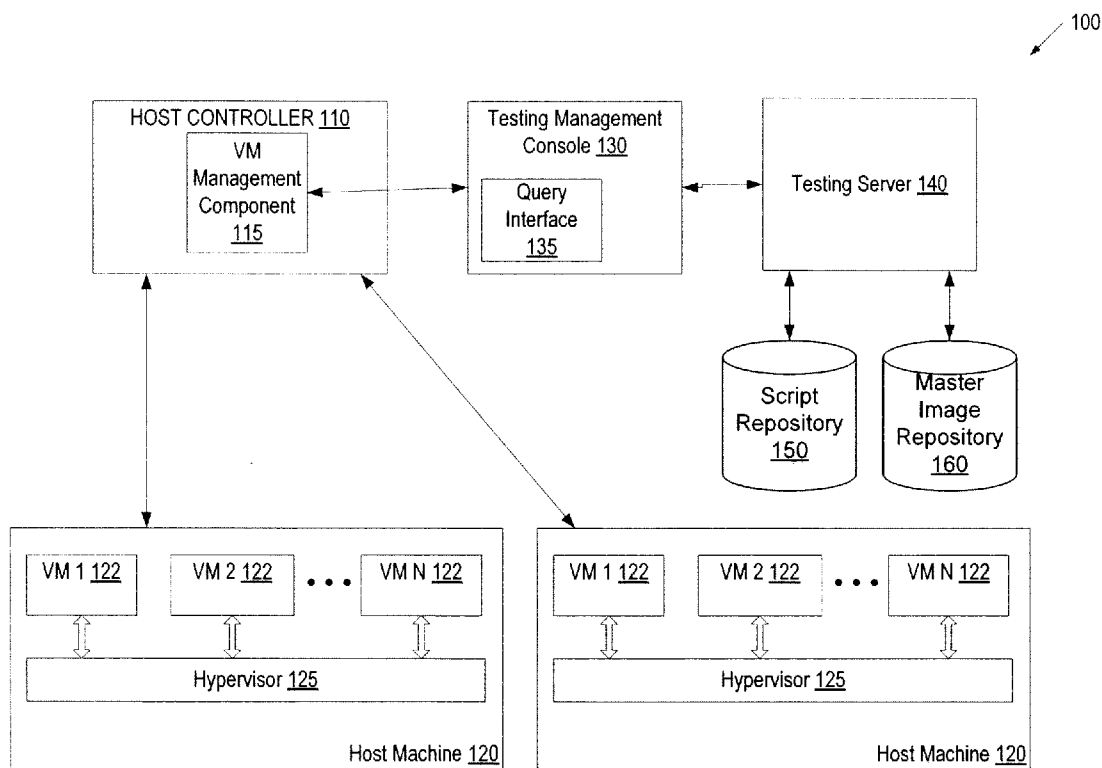 100
HOST CONTROLLER 110
VM
Management
Component
115
Testing Management
Console 130
Query
Interface
135
Testing Server 140
Script
Repository
150
Master
Image
Repository
160
VM 1 122
VM 2 122
VM N 122
Hypervisor 125
Host Machine 120
VM 1 122
VM 2 122
VM N 122
Hypervisor 125
Host Machine 120